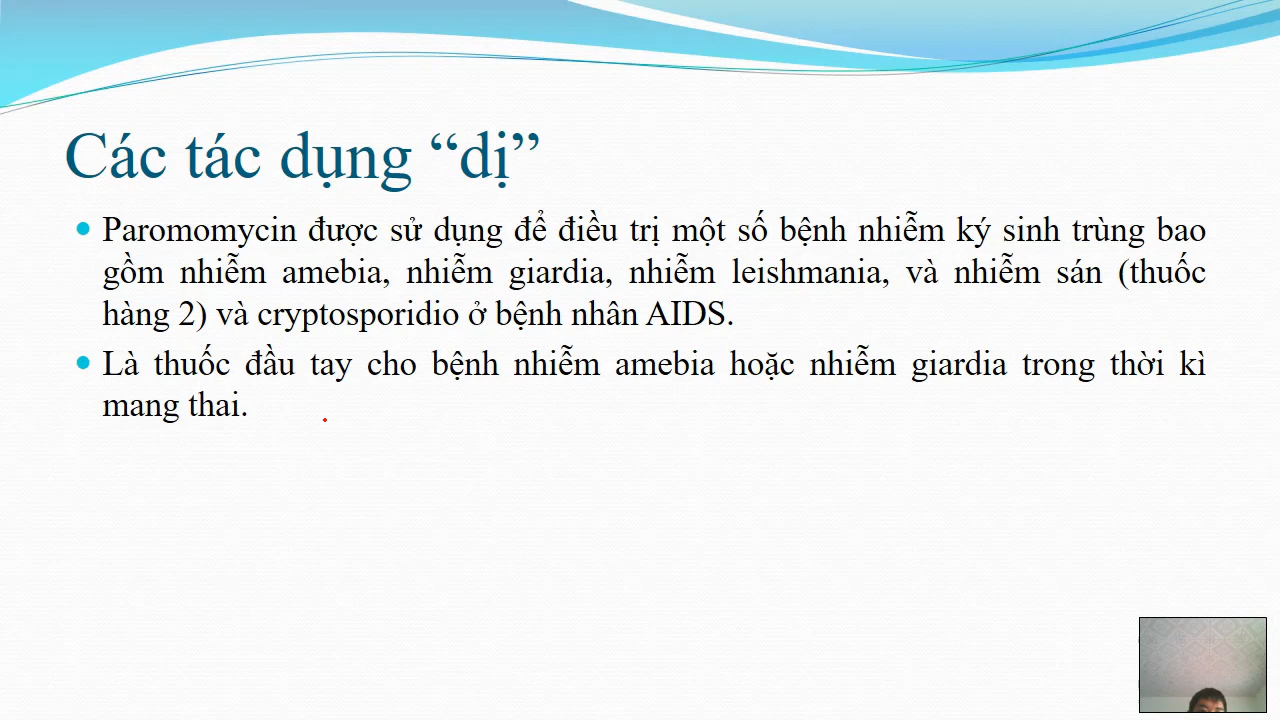 Các tác dụng “dị”
Paromomycin được sử dụng để điều trị một số bệnh nhiễm ký sinh trùng bao
gồm nhiễm amebia, nhiễm giardia, nhiễm leishmania, và nhiễm sán (thuốc
hàng 2) và cryptosporidio ở bệnh nhân AIDS.
Là thuốc đầu tay cho bệnh nhiễm amebia hoặc nhiễm giardia trong thời kì
mang thai.